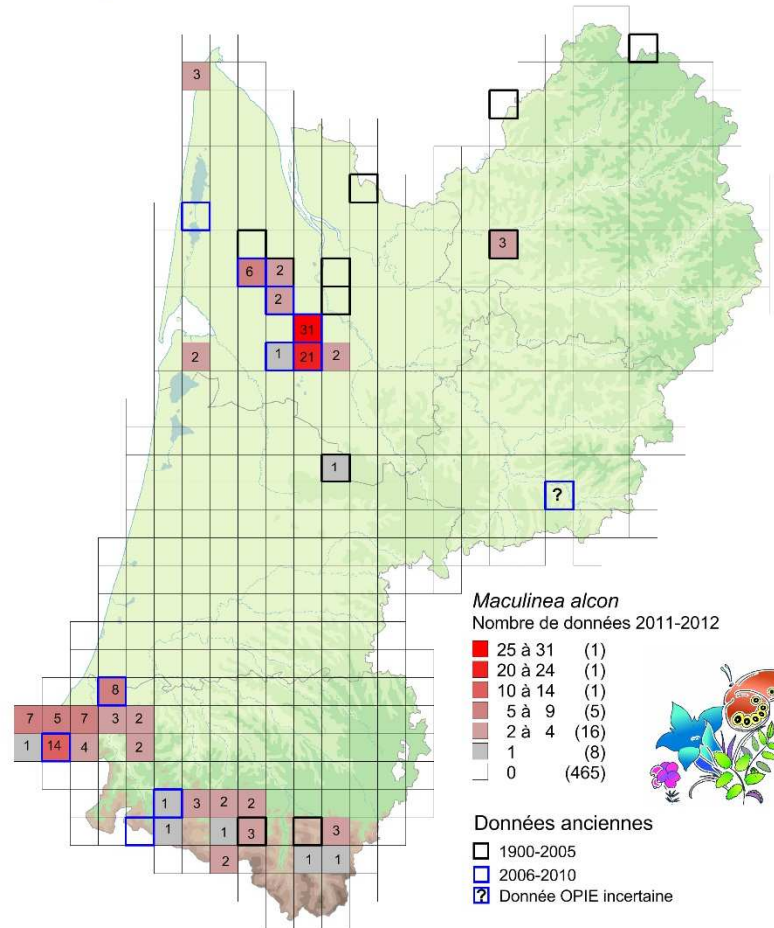 3
3
6 2
2
31
2 1 21 2
1
?
8
7 5 7 3 2
1 14 4 2
1 3 2 2
1 1 3 3
2 1 1
Maculinea alcon
Nombre de données 2011-2012
25 à 31 (1)
20 à 24 (1)
10 à 14 (1)
5 à 9 (5)
2 à 4 (16)
1 (8)
0 (465)
Données anciennes
1900-2005
2006-2010
? Donnée OPIE incertaine